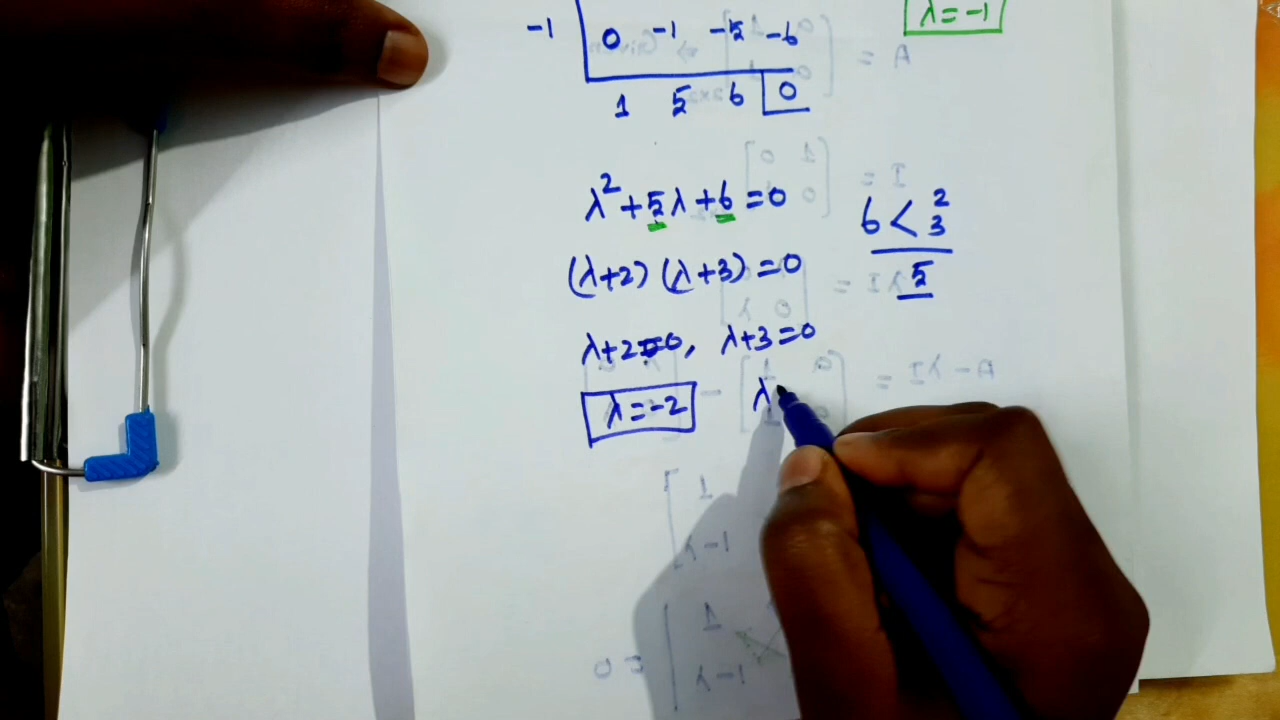 λ = -1
-1 | 0 -1 -5 -6
1 5 6 | 0
λ² + 5λ + 6 = 0
6 < 2 3
5
(λ+2) (λ+3) = 0
λ+2=0, λ+3=0
λ = -2
λ